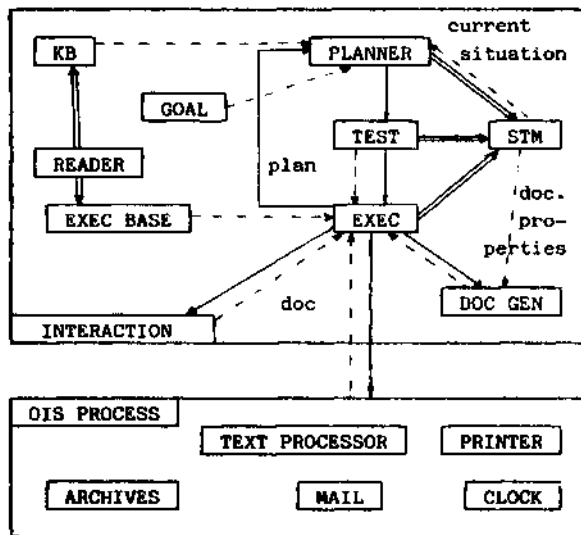 current
KB
PLANNER
situation
GOAL
TEST
STM
READER
plan
doc.
EXEC BASE
EXEC
pro-
perties
doc
DOC GEN
INTERACTION
OIS PROCESS
TEXT PROCESSOR
PRINTER
ARCHIVES
MAIL
CLOCK